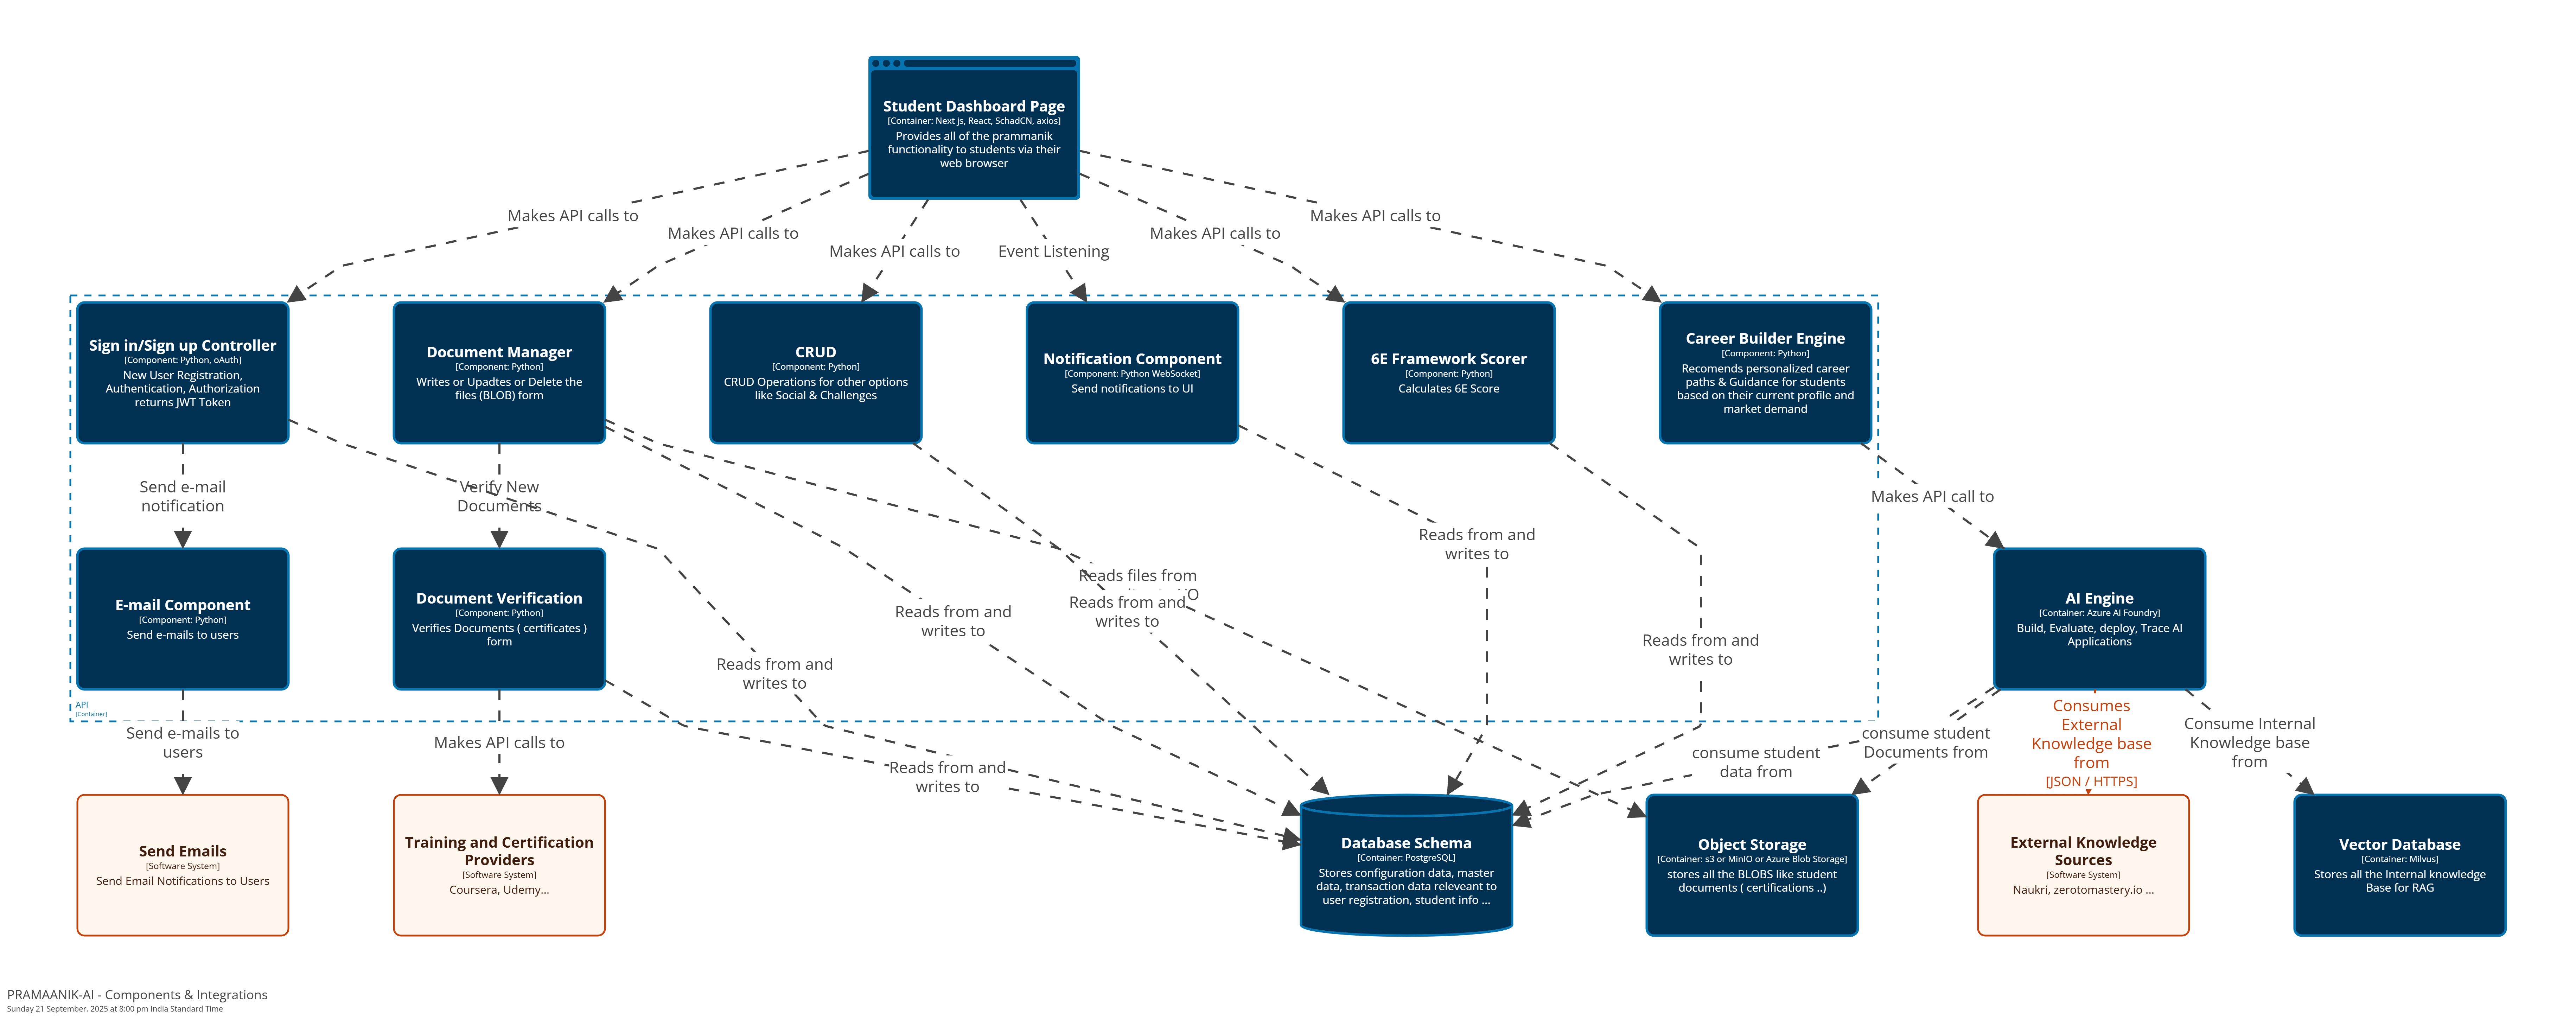 Student Dashboard Page
[Container: Next js, React, SchadCN, axios]
Provides all of the prammanik
functionality to students via their
web browser
Makes API calls to
Makes API calls to
Makes API calls to
Event Listening
Makes API calls to
Makes API calls to
Sign in/Sign up Controller
[Component: Python, oAuth]
New User Registration,
Authentication, Authorization
returns JWT Token
Document Manager
[Component: Python]
Writes or Upadtes or Delete the
files (BLOB) form
CRUD
[Component: Python]
CRUD Operations for other options
like Social & Challenges
Notification Component
[Component: Python WebSocket]
Send notifications to UI
6E Framework Scorer
[Component: Python]
Calculates 6E Score
Career Builder Engine
[Component: Python]
Recomends personalized career
paths & Guidance for students
based on their current profile and
market demand
Send e-mail
notification
Verify New
Documents
Makes API call to
Reads from and
writes to
Reads files from
Reads from and
writes to
Reads from and
writes to
Reads from and
writes to
Reads from and
writes to
E-mail Component
[Component: Python]
Send e-mails to users
Document Verification
[Component: Python]
Verifies Documents ( certificates )
form
AI Engine
[Container: Azure AI Foundry]
Build, Evaluate, deploy, Trace AI
Applications
API
[Container]
Send e-mails to
users
Makes API calls to
Reads from and
writes to
consume student
data from
consume student
Documents from
Consumes
External
Knowledge base
from
[JSON / HTTPS]
Consume Internal
Knowledge base
from
Send Emails
[Software System]
Send Email Notifications to Users
Training and Certification
Providers
[Software System]
Coursera, Udemy...
Database Schema
[Container: PostgreSQL]
Stores configuration data, master
data, transaction data releveant to
user registration, student info ...
Object Storage
[Container: s3 or MinIO or Azure Blob Storage]
stores all the BLOBS like student
documents ( certifications ..)
External Knowledge
Sources
[Software System]
Naukri, zerotomastery.io ...
Vector Database
[Container: Milvus]
Stores all the Internal knowledge
Base for RAG
PRAMAANIK-AI - Components & Integrations
Sunday 21 September, 2025 at 8:00 pm India Standard Time